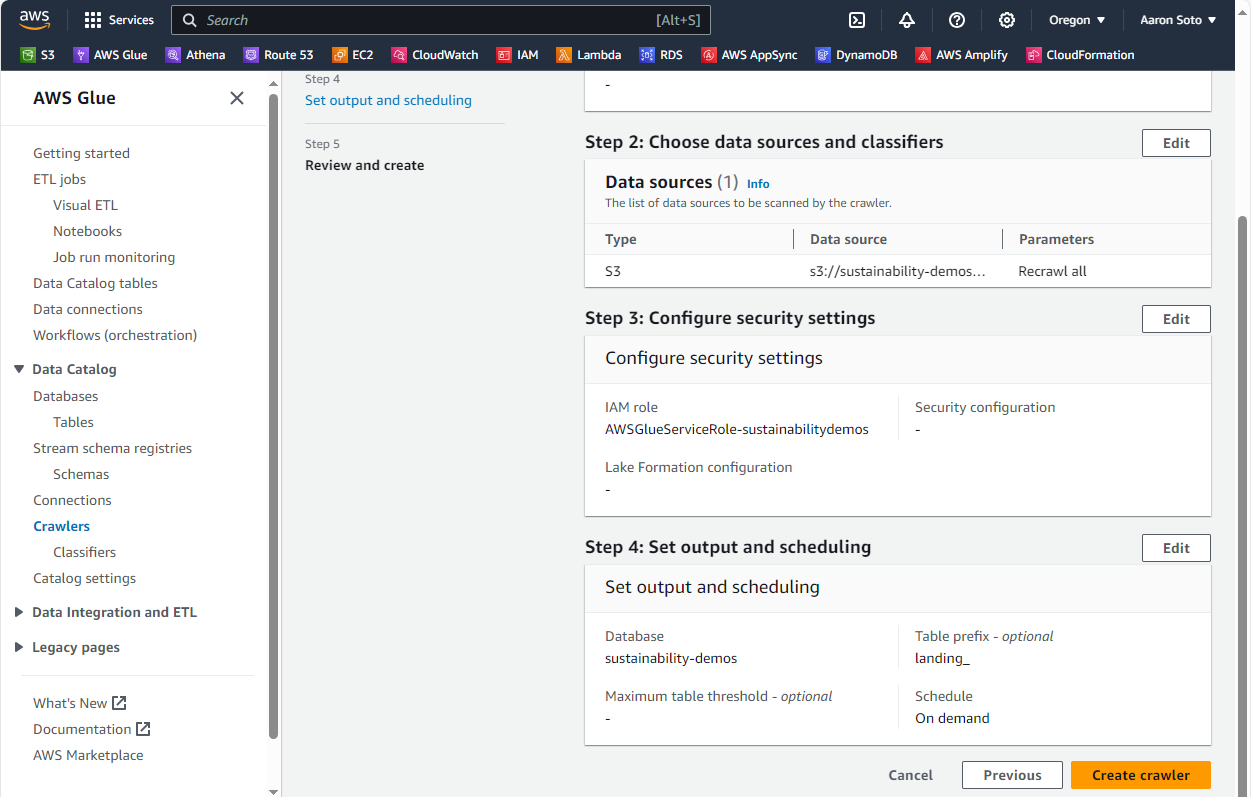 aws Services Search [Alt+S] Oregon Aaron Soto
S3 AWS Glue Athena Route 53 EC2 CloudWatch IAM Lambda RDS AWS AppSync DynamoDB AWS Amplify CloudFormation
AWS Glue
Getting started
ETL jobs
Visual ETL
Notebooks
Job run monitoring
Data Catalog tables
Data connections
Workflows (orchestration)
Data Catalog
Databases
Tables
Stream schema registries
Schemas
Connections
Crawlers
Classifiers
Catalog settings
Data Integration and ETL
Legacy pages
What's New
Documentation
AWS Marketplace
Step 4
Set output and scheduling
Step 5
Review and create
-
Step 2: Choose data sources and classifiers Edit
Data sources (1) Info
The list of data sources to be scanned by the crawler.
Type Data source Parameters
S3 s3://sustainability-demos... Recrawl all
Step 3: Configure security settings Edit
Configure security settings
IAM role Security configuration
AWSGlueServiceRole-sustainabilitydemos -
Lake Formation configuration
-
Step 4: Set output and scheduling Edit
Set output and scheduling
Database Table prefix - optional
sustainability-demos landing_
Maximum table threshold - optional Schedule
- On demand
Cancel Previous Create crawler